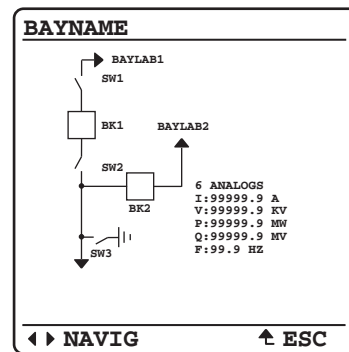 BAYNAME
BAYLAB1
SW1
BK1
BAYLAB2
SW2
BK2
6 ANALOGS
I:99999.9 A
V:99999.9 KV
P:99999.9 MW
Q:99999.9 MV
F:99.9 HZ
SW3
NAVIG
ESC